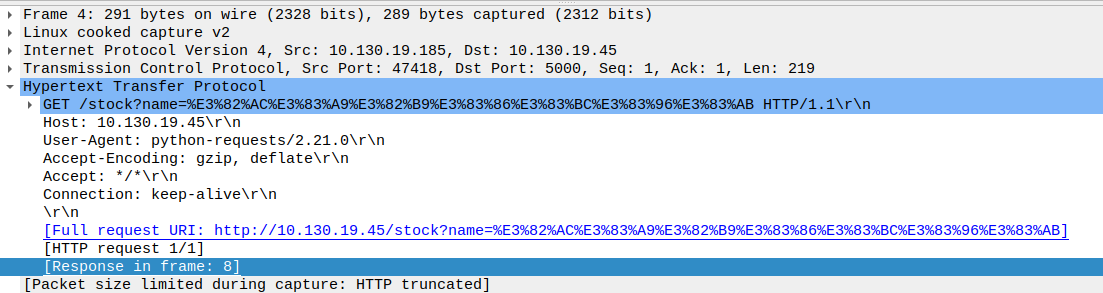 Frame 4: 291 bytes on wire (2328 bits), 289 bytes captured (2312 bits)
Linux cooked capture v2
Internet Protocol Version 4, Src: 10.130.19.185, Dst: 10.130.19.45
Transmission Control Protocol, Src Port: 47418, Dst Port: 5000, Seq: 1, Ack: 1, Len: 219
Hypertext Transfer Protocol
GET /stock?name=%E3%82%AC%E3%83%A9%E3%82%B9%E3%83%86%E3%83%BC%E3%83%96%E3%83%AB HTTP/1.1\r\n
Host: 10.130.19.45\r\n
User-Agent: python-requests/2.21.0\r\n
Accept-Encoding: gzip, deflate\r\n
Accept: */*\r\n
Connection: keep-alive\r\n
\r\n
[Full request URI: http://10.130.19.45/stock?name=%E3%82%AC%E3%83%A9%E3%82%B9%E3%83%86%E3%83%BC%E3%83%96%E3%83%AB]
[HTTP request 1/1]
[Response in frame: 8]
[Packet size limited during capture: HTTP truncated]